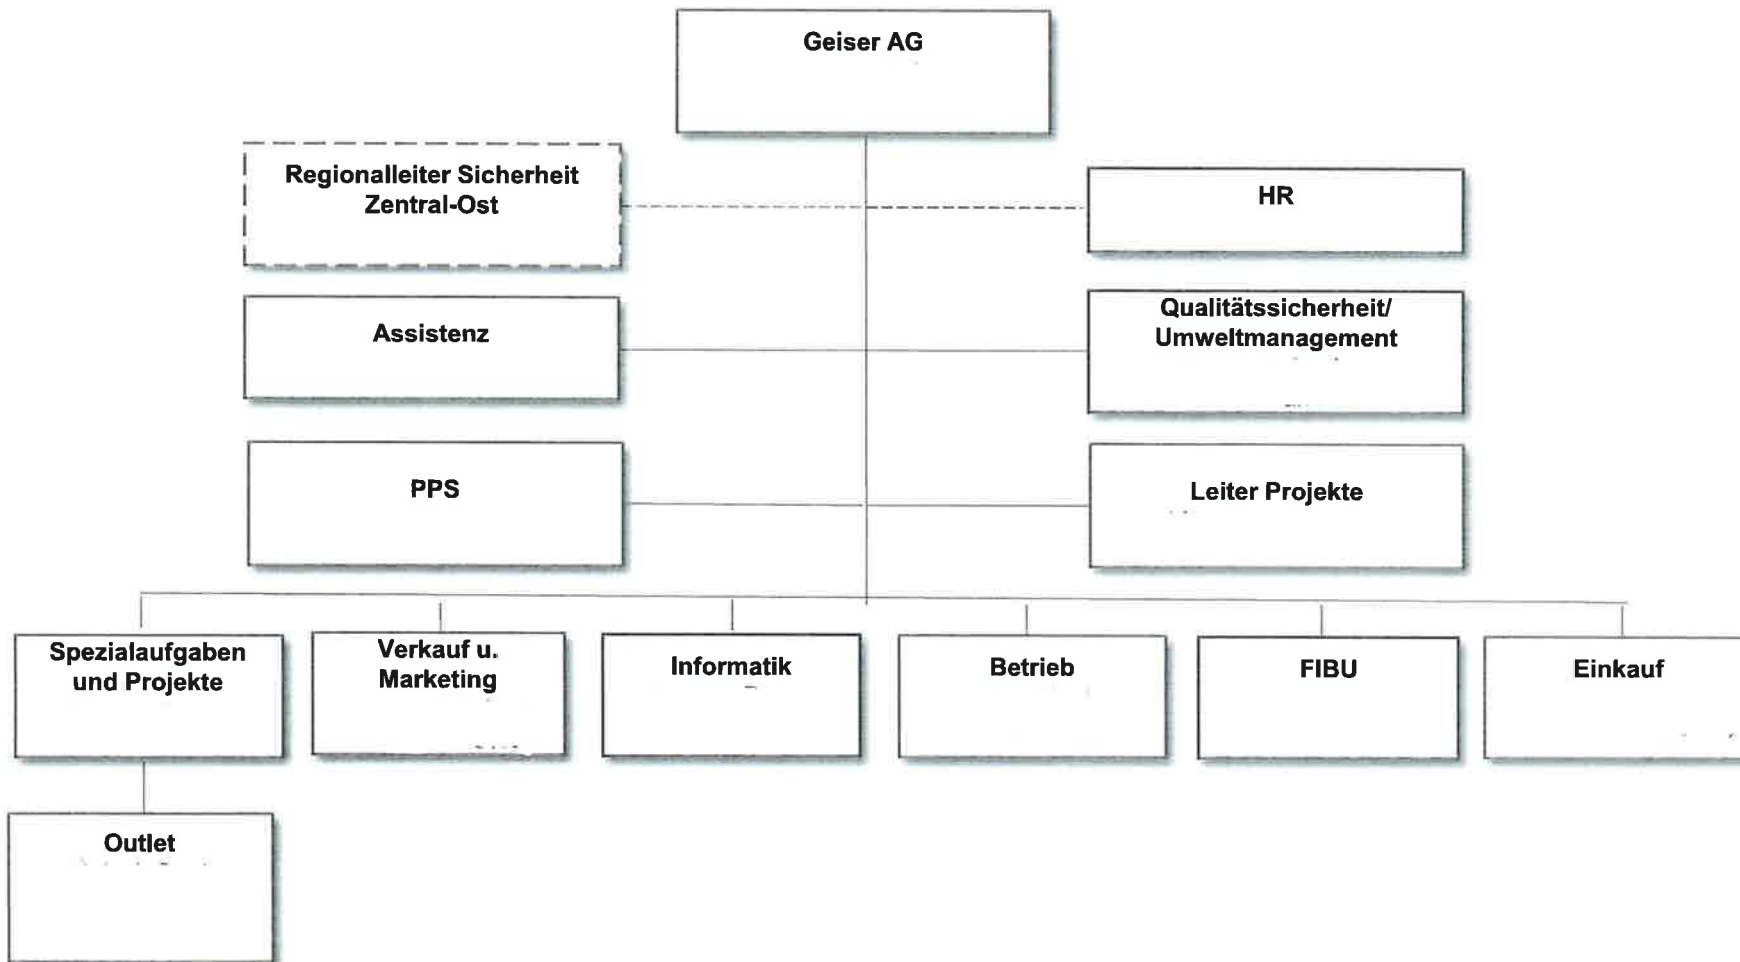 Geiser AG
Regionalleiter Sicherheit
Zentral-Ost
HR
Assistenz
Qualitätssicherheit/
Umweltmanagement
PPS
Leiter Projekte
Spezialaufgaben
und Projekte
Verkauf u.
Marketing
Informatik
Betrieb
FIBU
Einkauf
Outlet